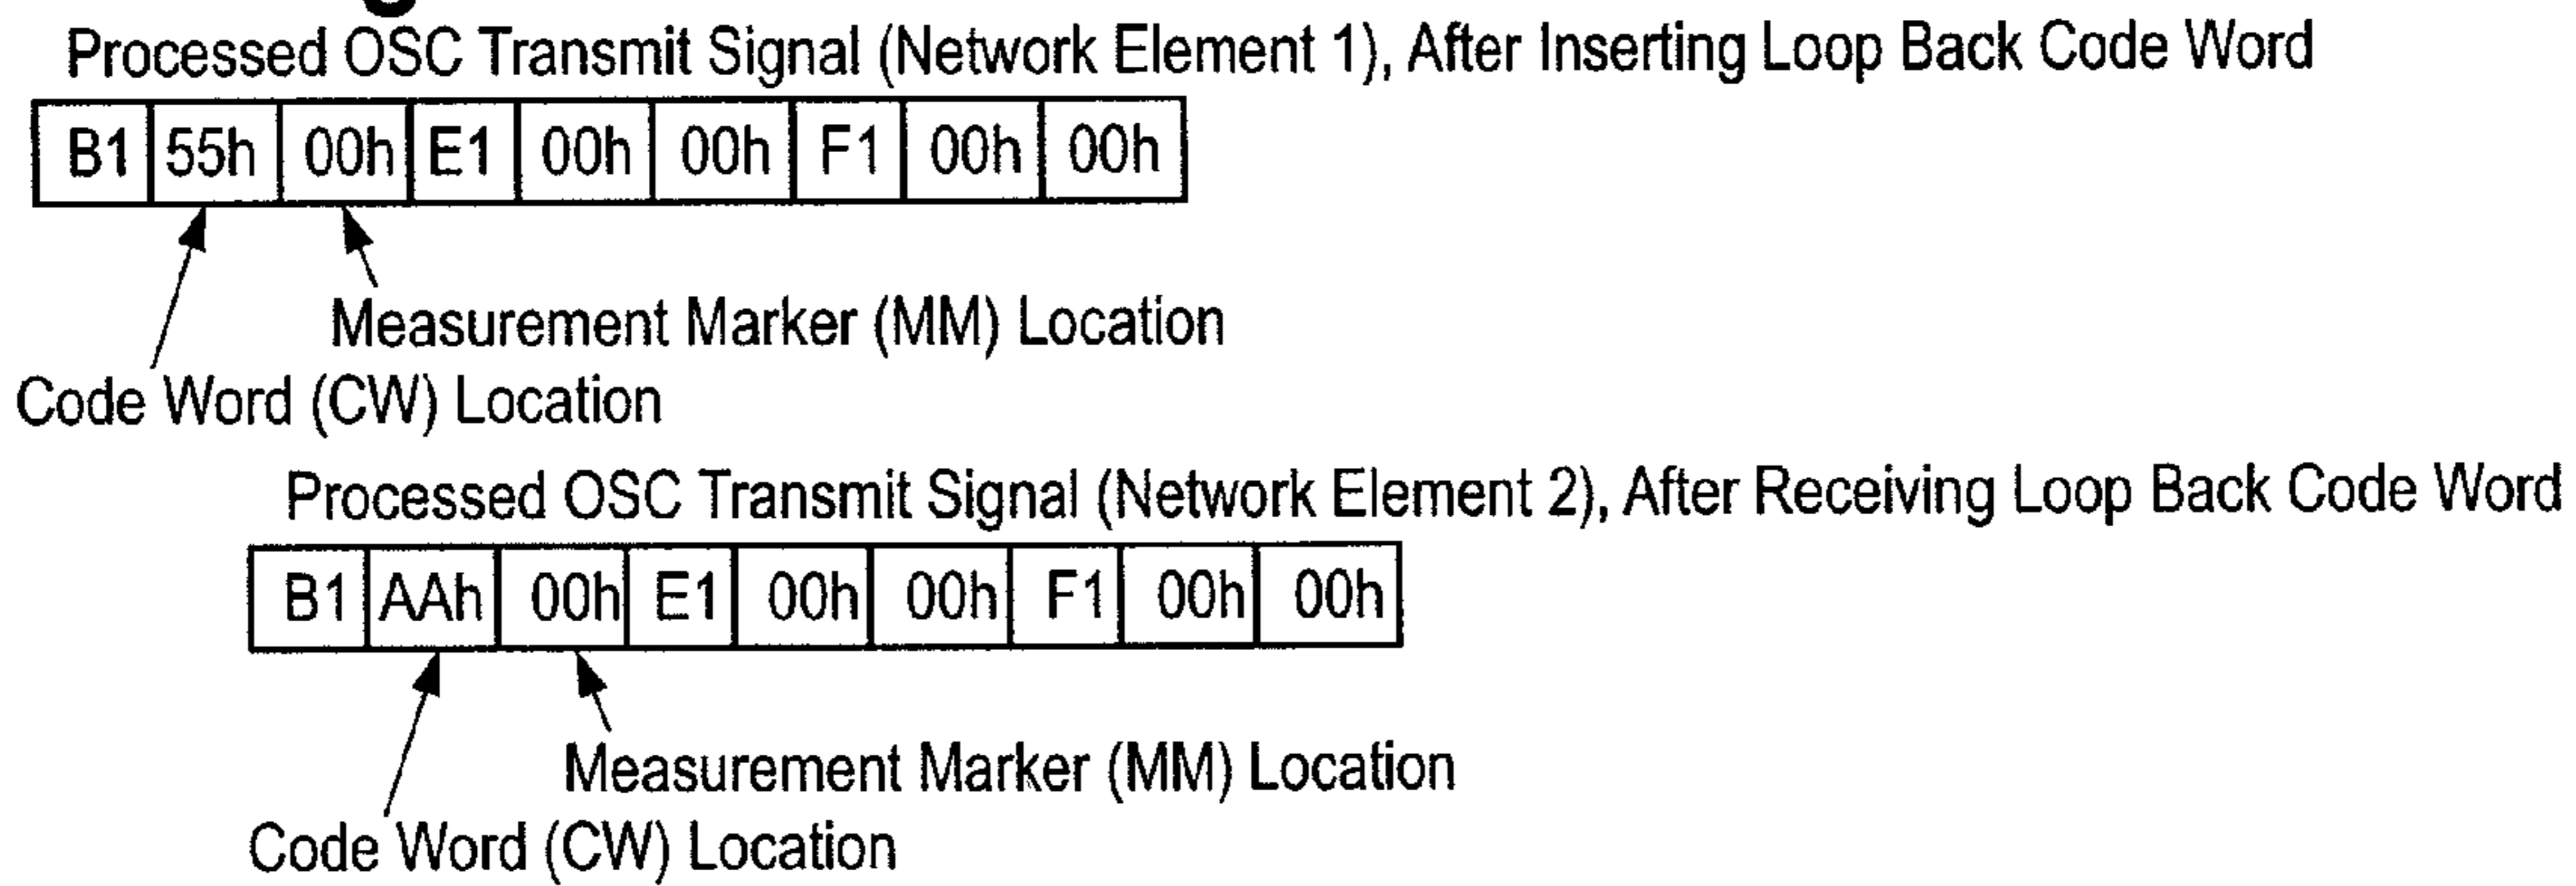 Processed OSC Transmit Signal (Network Element 1), After Inserting Loop Back Code Word
B1 55h 00h E1 00h 00h F1 00h 00h
Measurement Marker (MM) Location
Code Word (CW) Location
Processed OSC Transmit Signal (Network Element 2), After Receiving Loop Back Code Word
B1 AAh 00h E1 00h 00h F1 00h 00h
Measurement Marker (MM) Location
Code Word (CW) Location